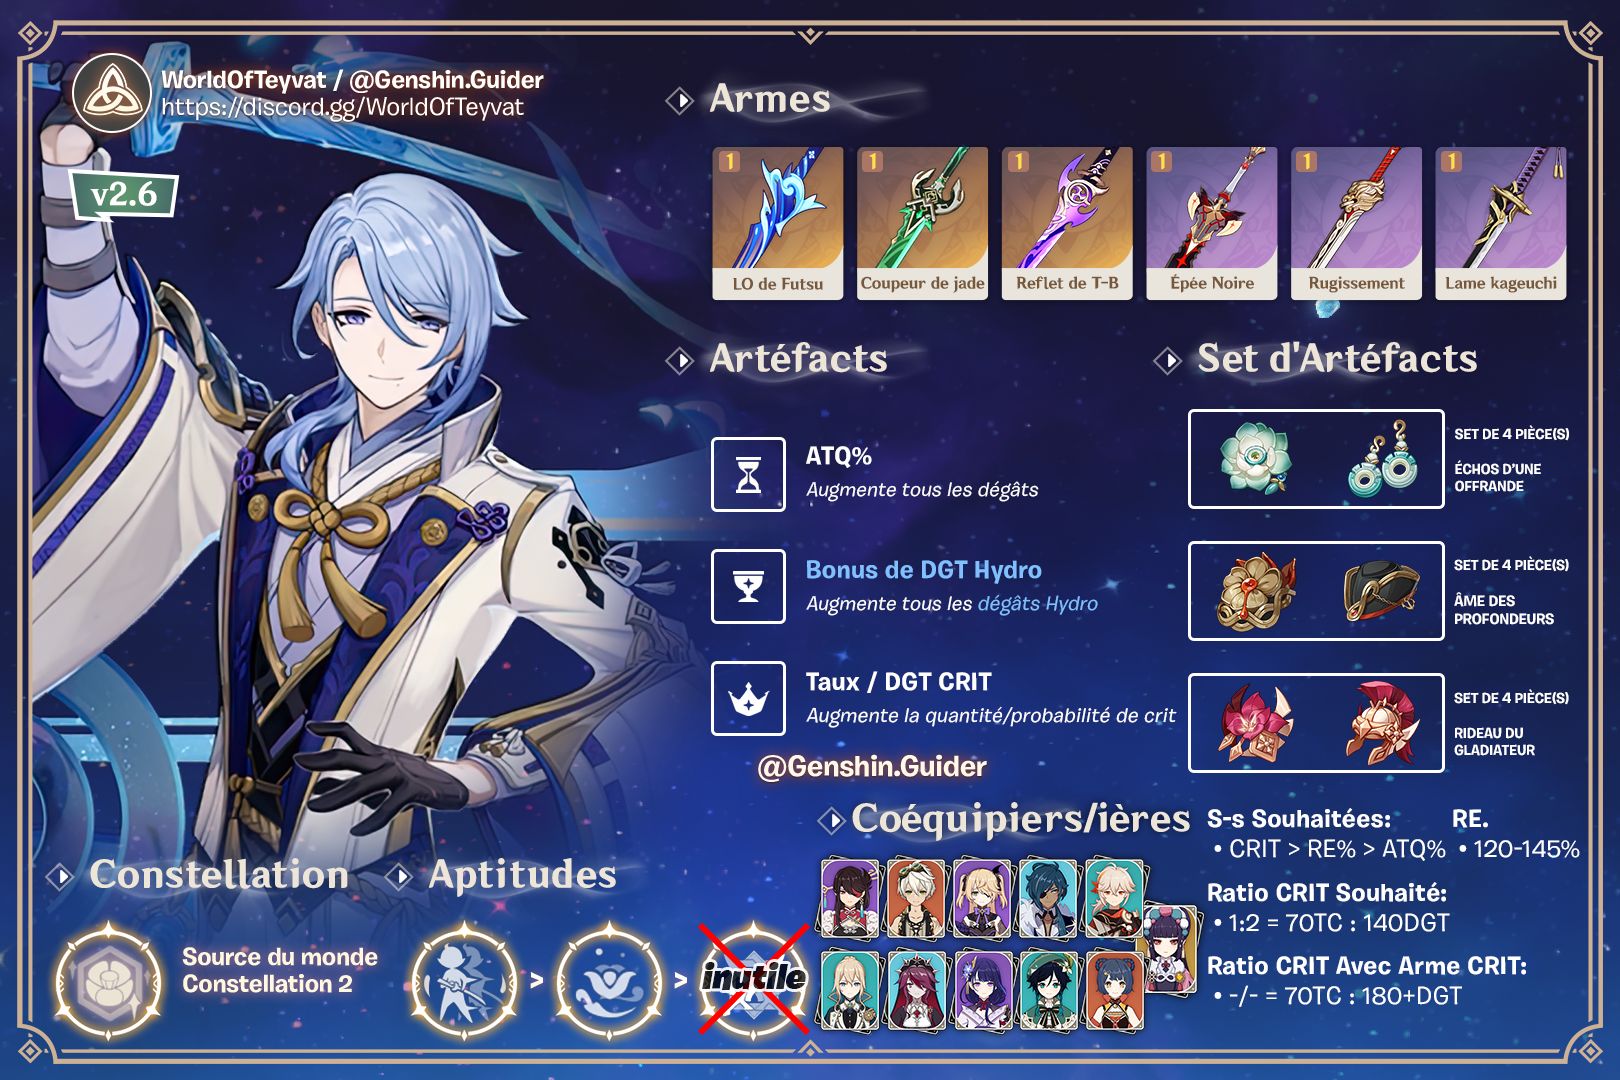 WorldOfTeyvat / @Genshin.Guider
https://discord.gg/WorldOfTeyvat
v2.6
Armes
1
1
1
1
1
1
LO de Futsu
Coupeur de jade
Reflet de T-B
Épée Noire
Rugissement
Lame kageuchi
Artéfacts
ATQ%
Augmente tous les dégâts
Bonus de DGT Hydro
Augmente tous les dégâts Hydro
Taux / DGT CRIT
Augmente la quantité/probabilité de crit
@Genshin.Guider
Set d'Artéfacts
SET DE 4 PIÈCE(S)
ÉCHOS D'UNE
OFFRANDE
SET DE 4 PIÈCE(S)
ÂME DES
PROFONDEURS
SET DE 4 PIÈCE(S)
RIDEAU DU
GLADIATEUR
Constellation
Source du monde
Constellation 2
Aptitudes
>
>
inutile
Coéquipiers/ières
S-s Souhaitées:
• CRIT > RE% > ATQ%
RE.
• 120-145%
Ratio CRIT Souhaité:
• 1:2 = 70TC : 140DGT
Ratio CRIT Avec Arme CRIT:
• -/- = 70TC : 180+DGT